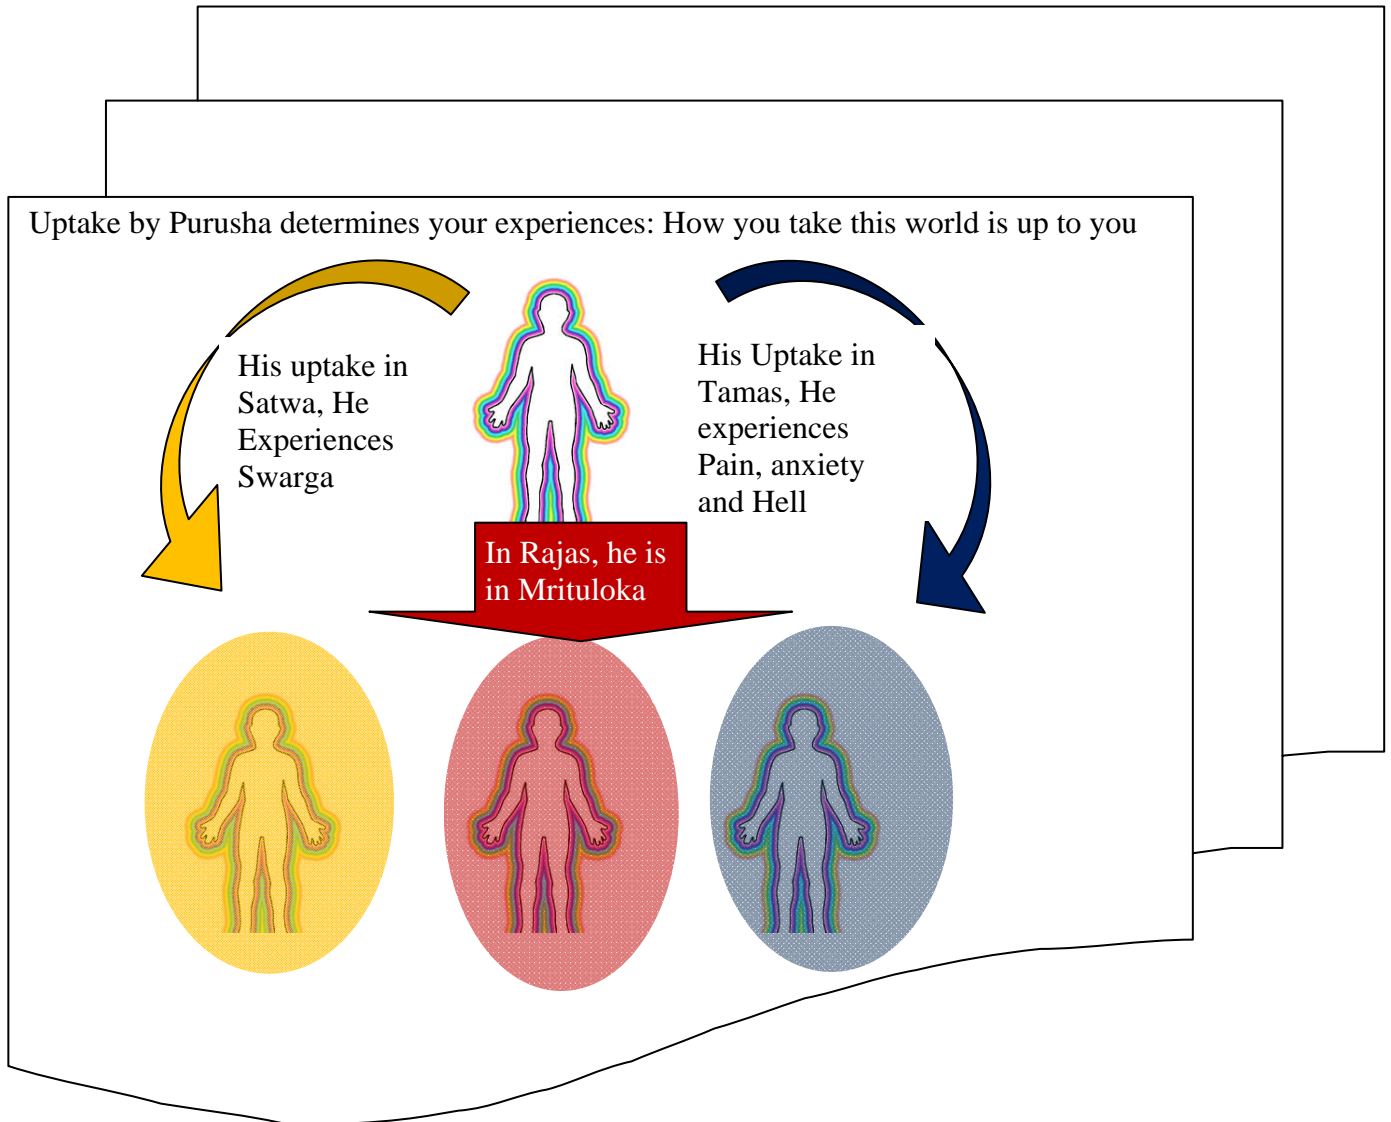 Uptake by Purusha determines your experiences: How you take this world is up to you
His uptake in
Satwa, He
Experiences
Swarga
His Uptake in
Tamas, He
experiences
Pain, anxiety
and Hell
In Rajas, he is
in Mrituloka